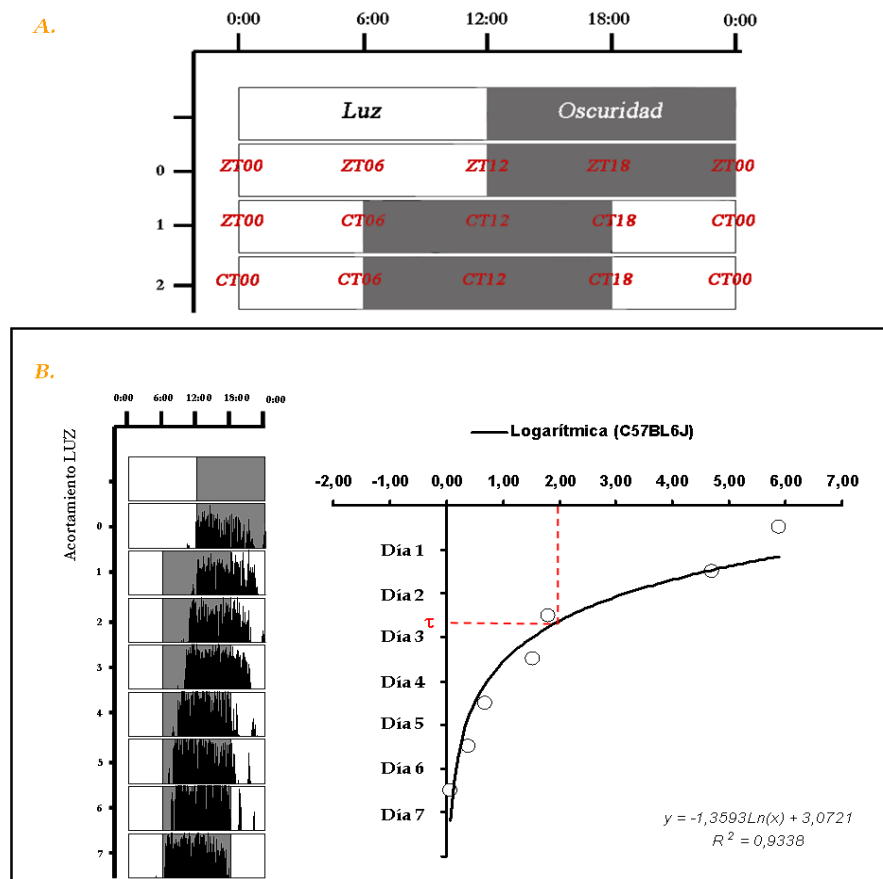 A.
0:00 6:00 12:00 18:00 0:00
Luz Oscuridad
0 ZT00 ZT06 ZT12 ZT18 ZT00
1 ZT00 CT06 CT12 CT18 CT00
2 CT00 CT06 CT12 CT18 CT00
B.
0:00 6:00 12:00 18:00 0:00
Acortamiento LUZ
0
1
2
3
4
5
6
7
Logarítmica (C57BL6J)
-2,00 -1,00 0,00 1,00 2,00 3,00 4,00 5,00 6,00 7,00
Día 1
Día 2
τ
Día 3
Día 4
Día 5
Día 6
Día 7
y = -1,3593Ln(x) + 3,0721
R² = 0,9338